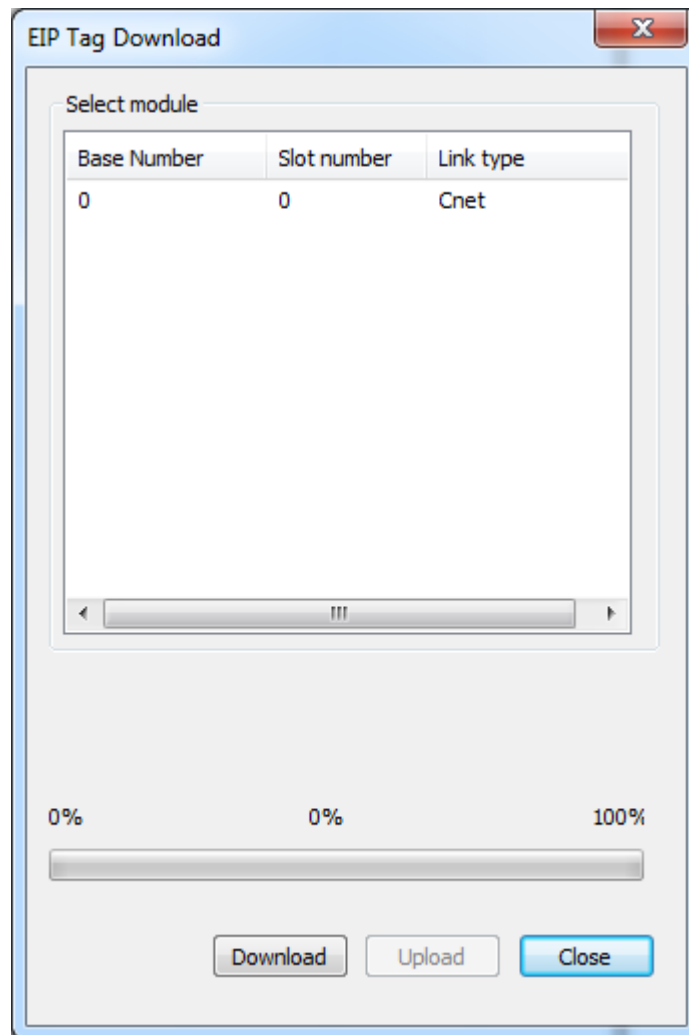 EIP Tag Download
Select module
Base Number Slot number Link type
0 0 Cnet
0% 0% 100%
Download Upload Close